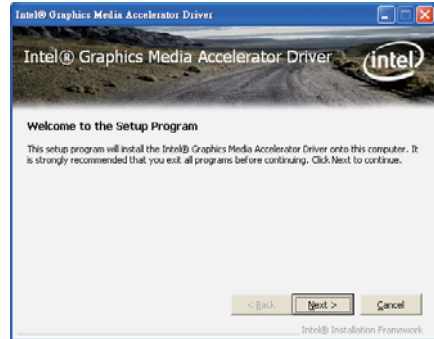 Intel® Graphics Media Accelerator Driver
Intel® Graphics Media Accelerator Driver
intel
Welcome to the Setup Program
This setup program will install the Intel® Graphics Media Accelerator Driver onto this computer. It
is strongly recommended that you exit all programs before continuing. Click Next to continue.
< Back Next > Cancel
Intel® Installation Framework